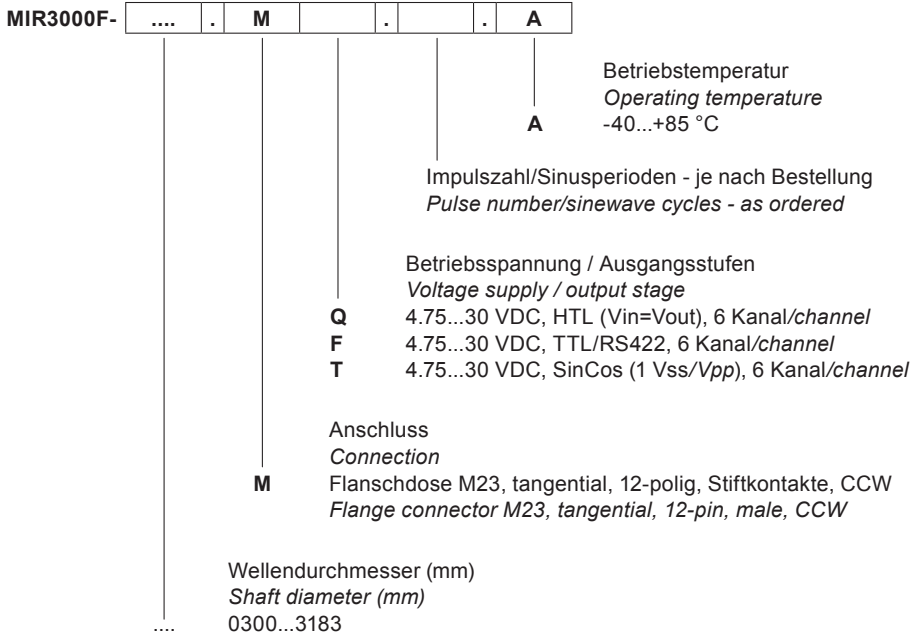 MIR3000F- .... . M . . A
Betriebstemperatur
Operating temperature
A -40...+85 °C
Impulszahl/Sinusperioden - je nach Bestellung
Pulse number/sinewave cycles - as ordered
Betriebsspannung / Ausgangsstufen
Voltage supply / output stage
Q 4.75...30 VDC, HTL (Vin=Vout), 6 Kanal/channel
F 4.75...30 VDC, TTL/RS422, 6 Kanal/channel
T 4.75...30 VDC, SinCos (1 Vss/Vpp), 6 Kanal/channel
Anschluss
Connection
M Flanschdose M23, tangential, 12-polig, Stiftkontakte, CCW
Flange connector M23, tangential, 12-pin, male, CCW
Wellendurchmesser (mm)
Shaft diameter (mm)
.... 0300...3183